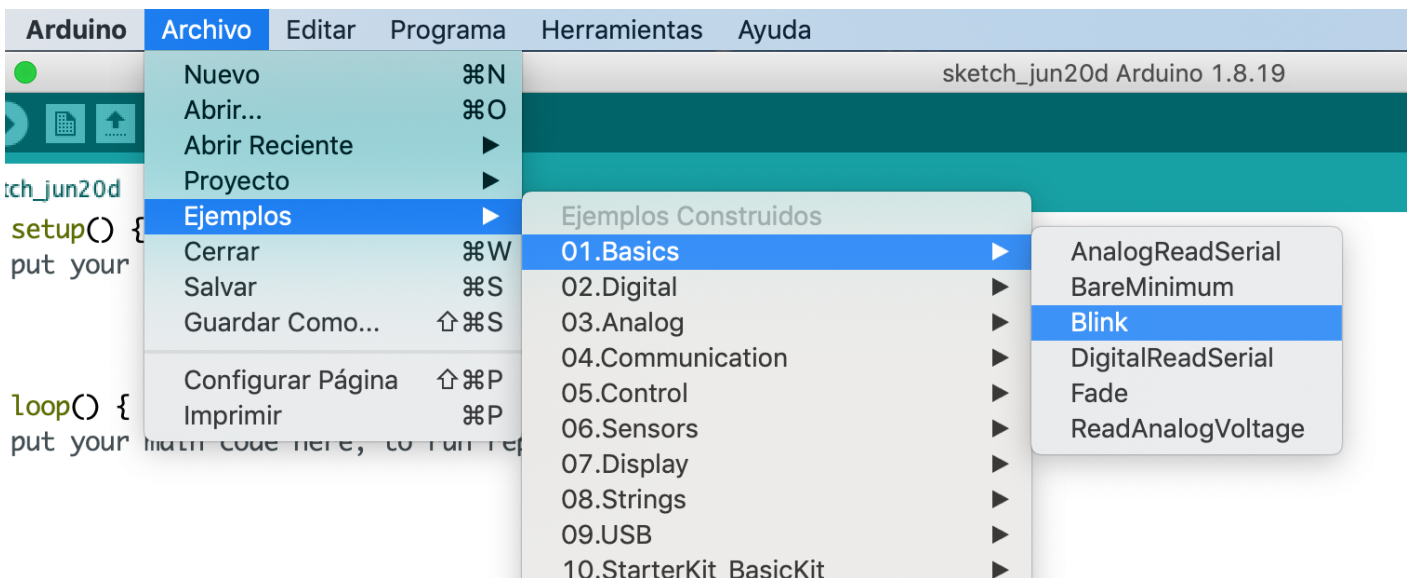 Arduino Archivo Editar Programa Herramientas Ayuda
sketch_jun20d Arduino 1.8.19
Nuevo ⌘N
Abrir... ⌘O
Abrir Reciente ▶
Proyecto ▶
Ejemplos ▶
Cerrar ⌘W
Salvar ⌘S
Guardar Como... ⇧⌘S
Configurar Página ⇧⌘P
Imprimir ⌘P
tch_jun20d
setup() {
put your
loop() {
put your main code here, to run rep
Ejemplos Construidos
01.Basics ▶
02.Digital ▶
03.Analog ▶
04.Communication ▶
05.Control ▶
06.Sensors ▶
07.Display ▶
08.Strings ▶
09.USB ▶
10.StarterKit_BasicKit ▶
AnalogReadSerial
BareMinimum
Blink
DigitalReadSerial
Fade
ReadAnalogVoltage